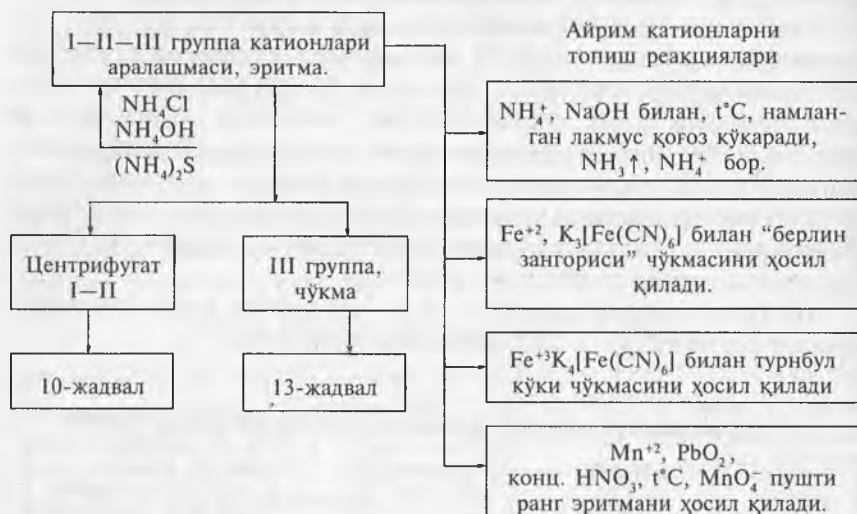 I—II—III группа катионлари
аралашмаси, эритма.
NH₄Cl
NH₄OH
(NH₄)₂S
Центрифугат
I—II
III группа,
чўкма
10-жадвал
13-жадвал
Айрим катионларни
топиш реакциялари
NH₄⁺, NaOH билан, t°C, намлан-
ган лакмус қоғоз кўкаради,
NH₃↑, NH₄⁺ бор.
Fe⁺², K₃[Fe(CN)₆] билан “берлин
зангориси” чўкмасини ҳосил
қилади.
Fe⁺³K₄[Fe(CN)₆] билан турнбул
кўки чўкмасини ҳосил қилади
Mn⁺², PbO₂,
конц. HNO₃, t°C, MnO₄⁻ пушти
ранг эритмани ҳосил қилади.